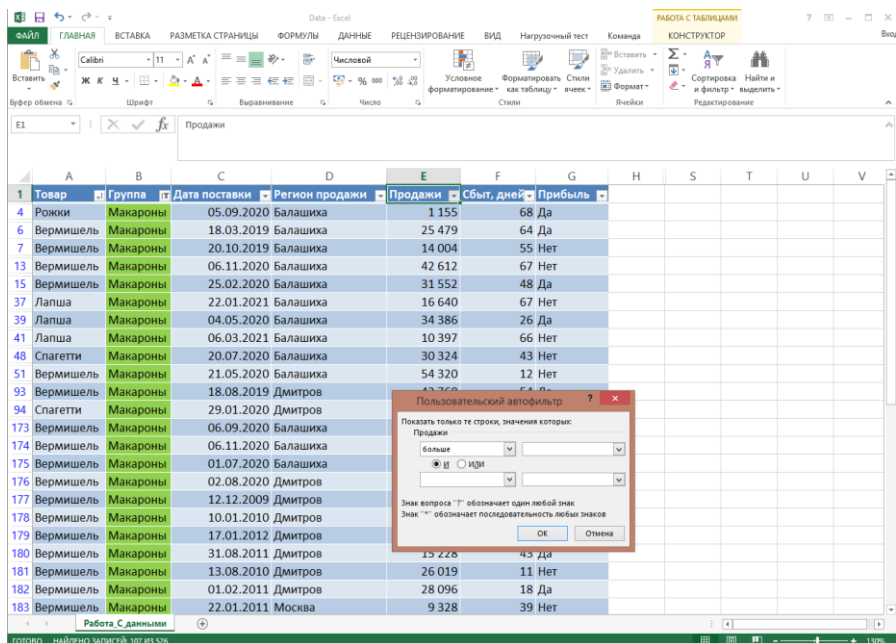 Data - Excel
РАБОТА С ТАБЛИЦАМИ
ФАЙЛ ГЛАВНАЯ ВСТАВКА РАЗМЕТКА СТРАНИЦЫ ФОРМУЛЫ ДАННЫЕ РЕЦЕНЗИРОВАНИЕ ВИД Нагрузочный тест Команда КОНСТРУКТОР Вход
Вставить
Calibri 11
Ж К Ч
Числовой
% 000
Условное форматирование
Форматировать как таблицу
Стили ячеек
Вставить
Удалить
Формат
Сортировка и фильтр
Найти и выделить
Буфер обмена Шрифт Выравнивание Число Стили Ячейки Редактирование
E1 fx Продажи
A B C D E F G H S T U V
1 Товар Группа Дата поставки Регион продажи Продажи Сбыт, дней Прибыль
4 Рожки Макароны 05.09.2020 Балашиха 1 155 68 Да
6 Вермишель Макароны 18.03.2019 Балашиха 25 479 64 Да
7 Вермишель Макароны 20.10.2019 Балашиха 14 004 55 Нет
13 Вермишель Макароны 06.11.2020 Балашиха 42 612 67 Нет
15 Вермишель Макароны 25.02.2020 Балашиха 31 552 48 Да
37 Лапша Макароны 22.01.2021 Балашиха 16 640 67 Нет
39 Лапша Макароны 04.05.2020 Балашиха 34 386 26 Да
41 Лапша Макароны 06.03.2021 Балашиха 10 397 66 Нет
48 Спагетти Макароны 20.07.2020 Балашиха 30 324 43 Нет
51 Вермишель Макароны 21.05.2020 Балашиха 54 320 12 Нет
93 Вермишель Макароны 18.08.2019 Дмитров
94 Спагетти Макароны 29.01.2020 Дмитров
173 Вермишель Макароны 06.09.2020 Балашиха
174 Вермишель Макароны 06.11.2020 Балашиха
175 Вермишель Макароны 01.07.2020 Балашиха
176 Вермишель Макароны 02.08.2020 Дмитров
177 Вермишель Макароны 12.12.2009 Дмитров
178 Вермишель Макароны 10.01.2010 Дмитров
179 Вермишель Макароны 17.01.2012 Дмитров
180 Вермишель Макароны 31.08.2011 Дмитров 15 228 43 Да
181 Вермишель Макароны 13.08.2010 Дмитров 26 019 11 Нет
182 Вермишель Макароны 01.02.2011 Дмитров 28 096 18 Да
183 Вермишель Макароны 22.01.2011 Москва 9 328 39 Нет
Пользовательский автофильтр ?
Показать только те строки, значения которых:
Продажи
больше
И ИЛИ
Знак вопроса "?" обозначает один любой знак
Знак "*" обозначает последовательность любых знаков
ОК Отмена
Работа_С_данными
ГОТОВО НАЙДЕНО ЗАПИСЕЙ: 107 ИЗ 526 130%